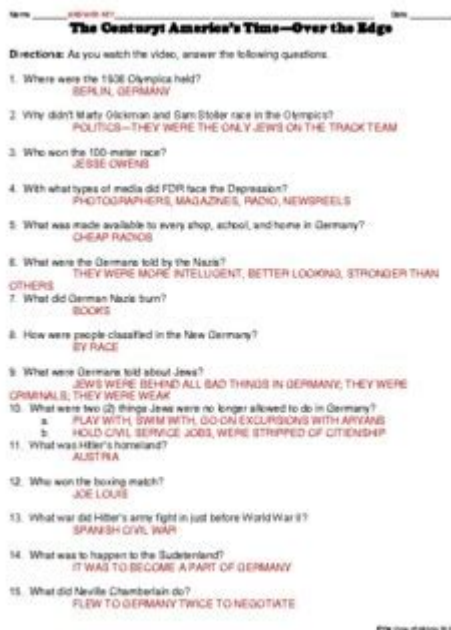 Name ANSWER KEY Date
The Century: America's Time—Over the Edge
Directions: As you watch the video, answer the following questions.
1. Where were the 1936 Olympics held?
BERLIN, GERMANY
2. Why didn't Marty Glickman and Sam Stoller race in the Olympics?
POLITICS—THEY WERE THE ONLY JEWS ON THE TRACK TEAM
3. Who won the 100-meter race?
JESSE OWENS
4. With what types of media did FDR face the Depression?
PHOTOGRAPHERS, MAGAZINES, RADIO, NEWSREELS
5. What was made available to every shop, school, and home in Germany?
CHEAP RADIOS
6. What were the Germans told by the Nazis?
THEY WERE MORE INTELLIGENT, BETTER LOOKING, STRONGER THAN
OTHERS
7. What did German Nazis burn?
BOOKS
8. How were people classified in the New Germany?
BY RACE
9. What were Germans told about Jews?
JEWS WERE BEHIND ALL BAD THINGS IN GERMANY; THEY WERE
CRIMINALS; THEY WERE WEAK
10. What were two (2) things Jews were no longer allowed to do in Germany?
a. PLAY WITH, SWIM WITH, GO ON EXCURSIONS WITH ARYANS
b. HOLD CIVIL SERVICE JOBS, WERE STRIPPED OF CITIENSHIP
11. What was Hitler's homeland?
AUSTRIA
12. Who won the boxing match?
JOE LOUIS
13. What war did Hitler's army fight in just before World War II?
SPANISH CIVIL WAR
14. What was to happen to the Sudetenland?
IT WAS TO BECOME A PART OF GERMANY
15. What did Neville Chamberlain do?
FLEW TO GERMANY TWICE TO NEGOTIATE